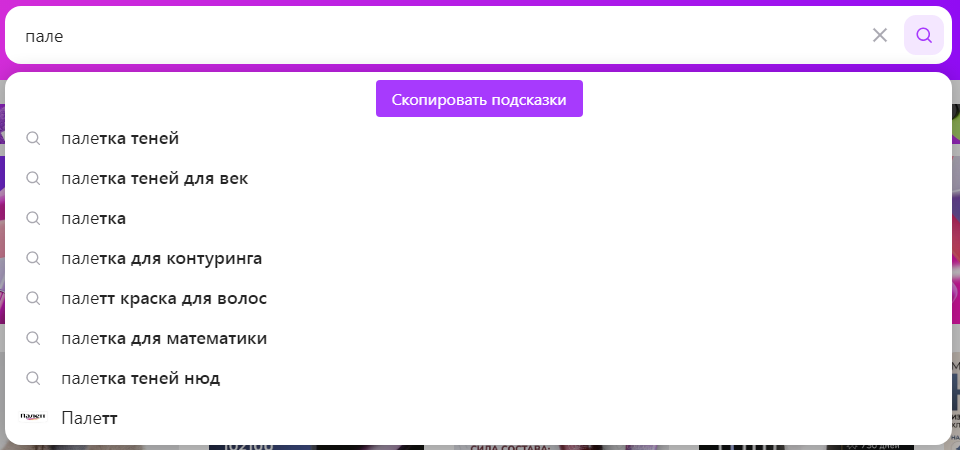 пале
Скопировать подсказки
палетка теней
палетка теней для век
палетка
палетка для контуринга
палетт краска для волос
палетка для математики
палетка теней нюд
Палетт
СИЛА СОСТАВА: